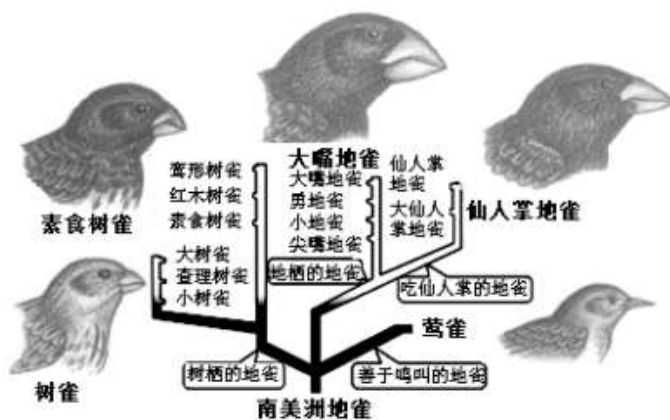 大嘴地雀
素食树雀
鸾形树雀
红木树雀
素食树雀
大嘴地雀
勇地雀
小地雀
尖嘴地雀
仙人掌
地雀
大仙人
掌地雀
仙人掌地雀
大树雀
查理树雀
小树雀
地栖的地雀
吃仙人掌的地雀
树雀
树栖的地雀
莺雀
善于鸣叫的地雀
南美洲地雀